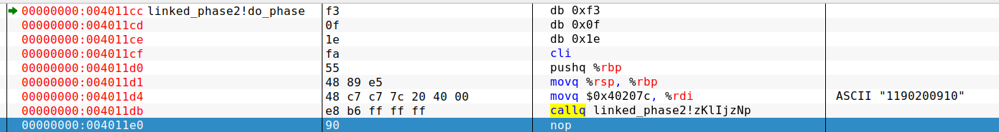 00000000:004011cc linked_phase2!do_phase f3 db 0xf3
00000000:004011cd 0f db 0x0f
00000000:004011ce 1e db 0x1e
00000000:004011cf fa cli
00000000:004011d0 55 pushq %rbp
00000000:004011d1 48 89 e5 movq %rsp, %rbp
00000000:004011d4 48 c7 c7 7c 20 40 00 movq $0x40207c, %rdi ASCII "1190200910"
00000000:004011db e8 b6 ff ff ff callq linked_phase2!zKlIjzNp
00000000:004011e0 90 nop